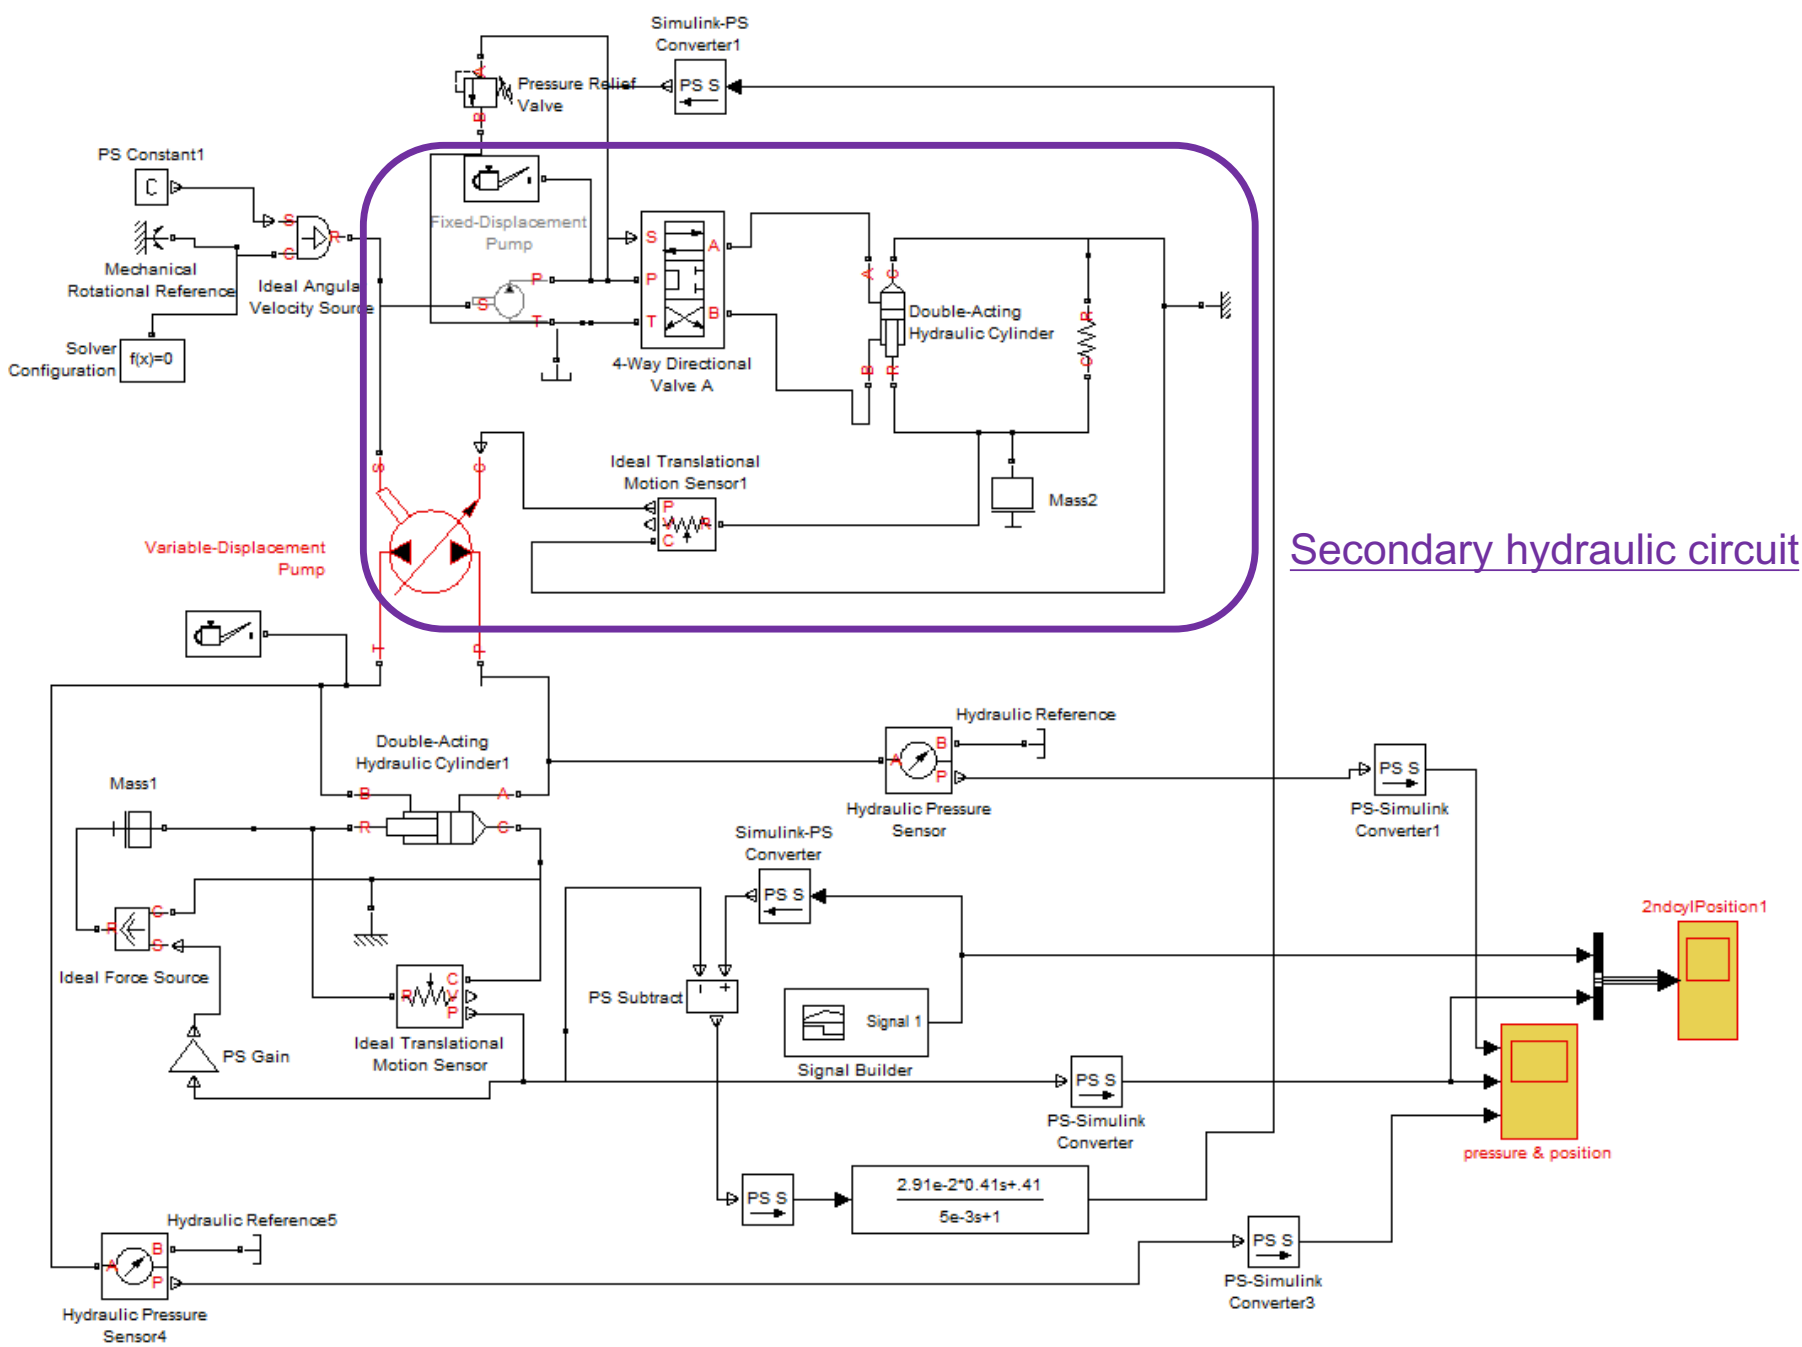 Simulink-PS
Converter1
PS S
A
Pressure Relief
Valve
B
PS Constant1
C
S
R
C
Mechanical
Rotational Reference
Ideal Angular
Velocity Source
Solver
Configuration
f(x)=0
Fixed-Displacement
Pump
S
P
T
S
P
T
A
B
4-Way Directional
Valve A
A
C
Double-Acting
Hydraulic Cylinder
B
R
R
C
Ideal Translational
Motion Sensor1
P
V
R
C
Mass2
S
C
Variable-Displacement
Pump
T
P
Secondary hydraulic circuit
Double-Acting
Hydraulic Cylinder1
B
A
R
C
Mass1
Hydraulic Reference
A
B
P
Hydraulic Pressure
Sensor
PS S
PS-Simulink
Converter1
Simulink-PS
Converter
PS S
C
R
S
Ideal Force Source
C
R
V
P
Ideal Translational
Motion Sensor
PS Gain
PS Subtract
- +
Signal 1
Signal Builder
2ndcylPosition1
PS S
PS-Simulink
Converter
pressure & position
PS S
2.91e-2*0.41s+.41
5e-3s+1
Hydraulic Reference5
A
B
P
Hydraulic Pressure
Sensor4
PS S
PS-Simulink
Converter3